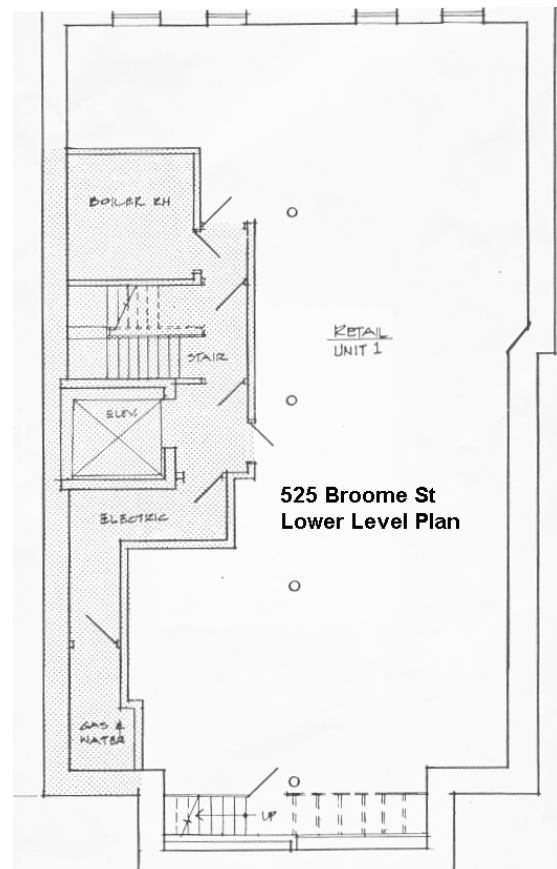 BOILER RM
RETAIL
UNIT 1
STAIR
ELEV
525 Broome St
Lower Level Plan
ELECTRIC
GAS &
WATER
UP